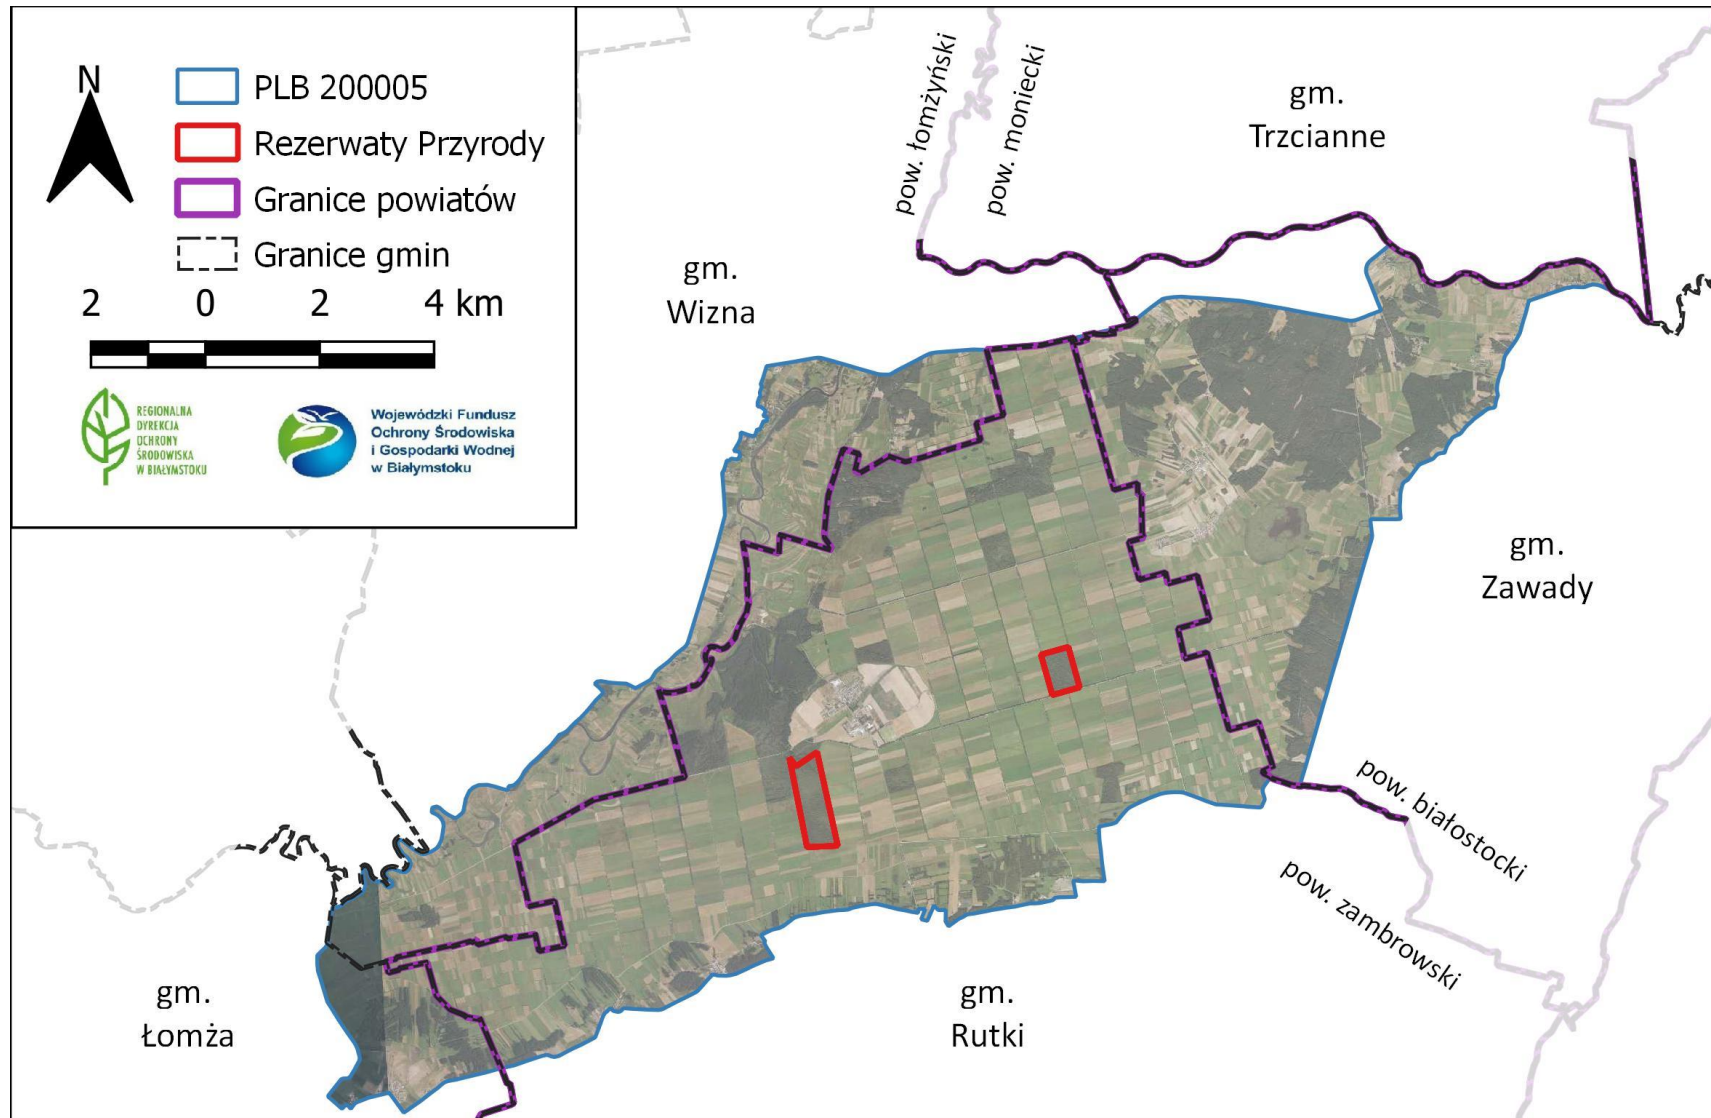 N
PLB 200005
Rezerwaty Przyrody
Granice powiatów
Granice gmin
2 0 2 4 km
REGIONALNA
DYREKCJA
OCHRONY
ŚRODOWISKA
W BIAŁYMSTOKU
Wojewódzki Fundusz
Ochrony Środowiska
i Gospodarki Wodnej
w Białymstoku
pow. łomżyński
pow. moniecki
gm.
Trzcianne
gm.
Wizna
gm.
Zawady
pow. białostocki
pow. zambrowski
gm.
Łomża
gm.
Rutki